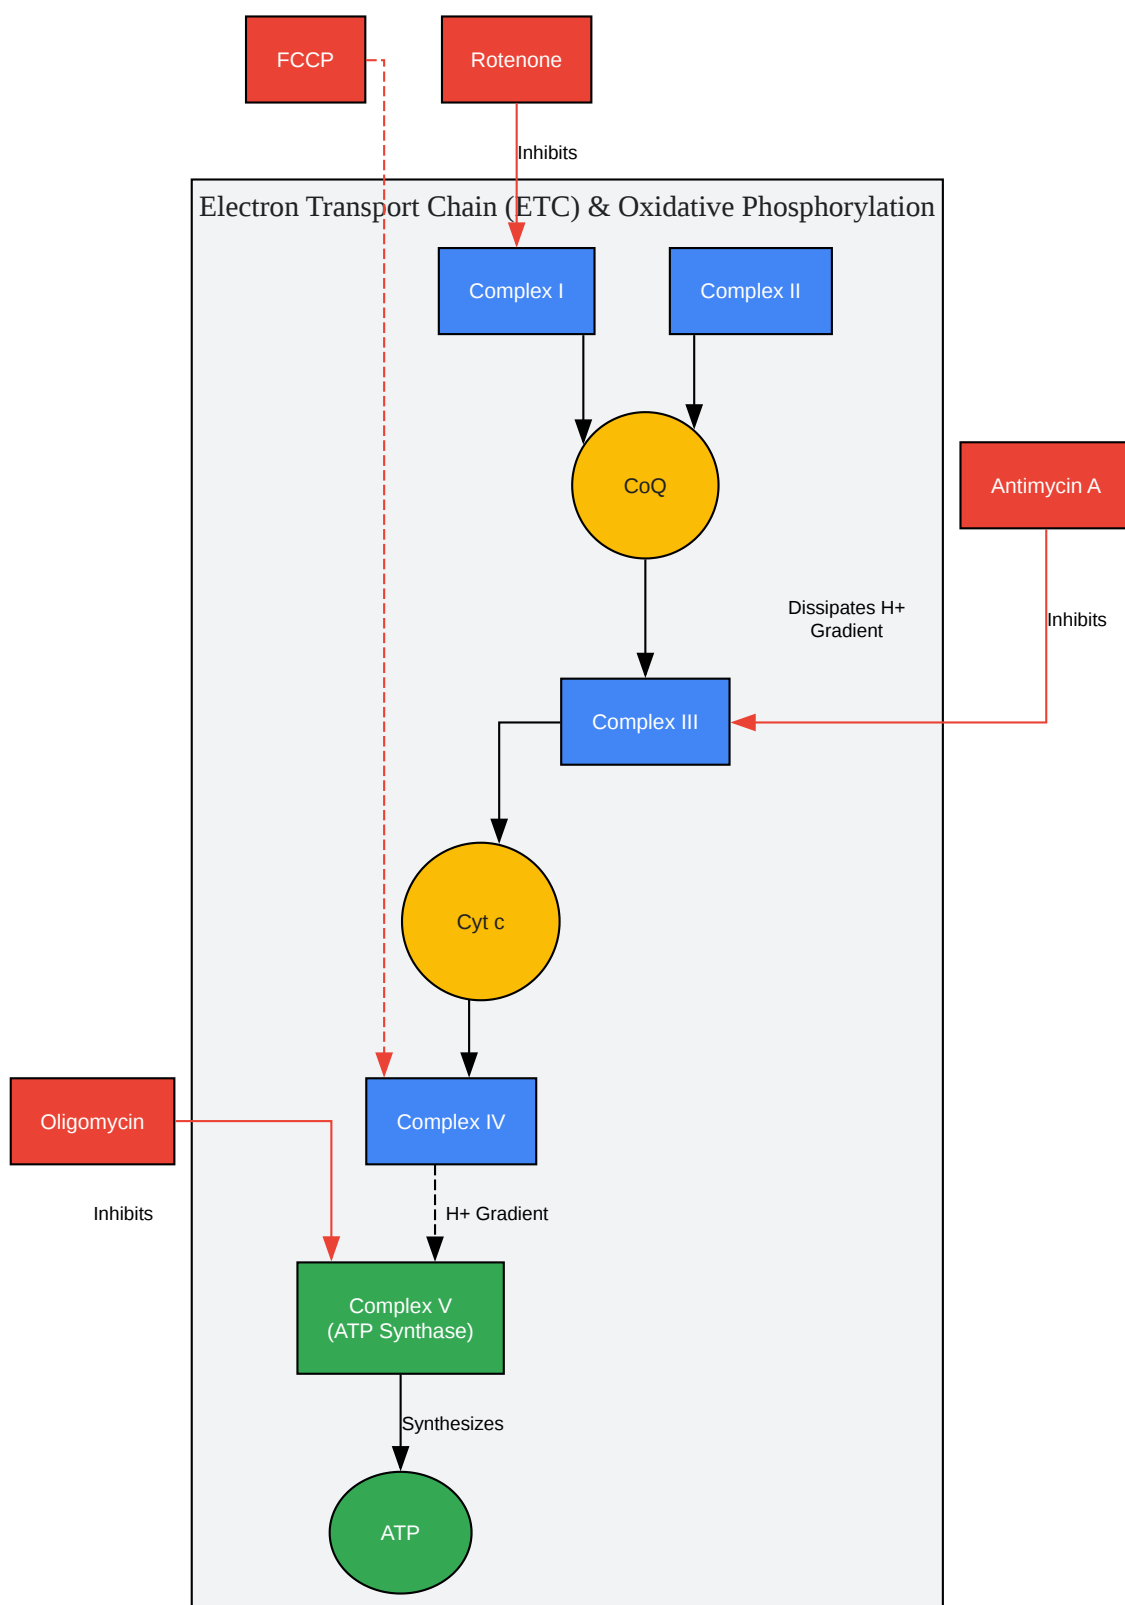 FCCP
Rotenone
Inhibits
Electron Transport Chain (ETC) & Oxidative Phosphorylation
Complex I
Complex II
CoQ
Antimycin A
Dissipates H+
Gradient
Inhibits
Complex III
Cyt c
Oligomycin
Complex IV
Inhibits
H+ Gradient
Complex V
(ATP Synthase)
Synthesizes
ATP